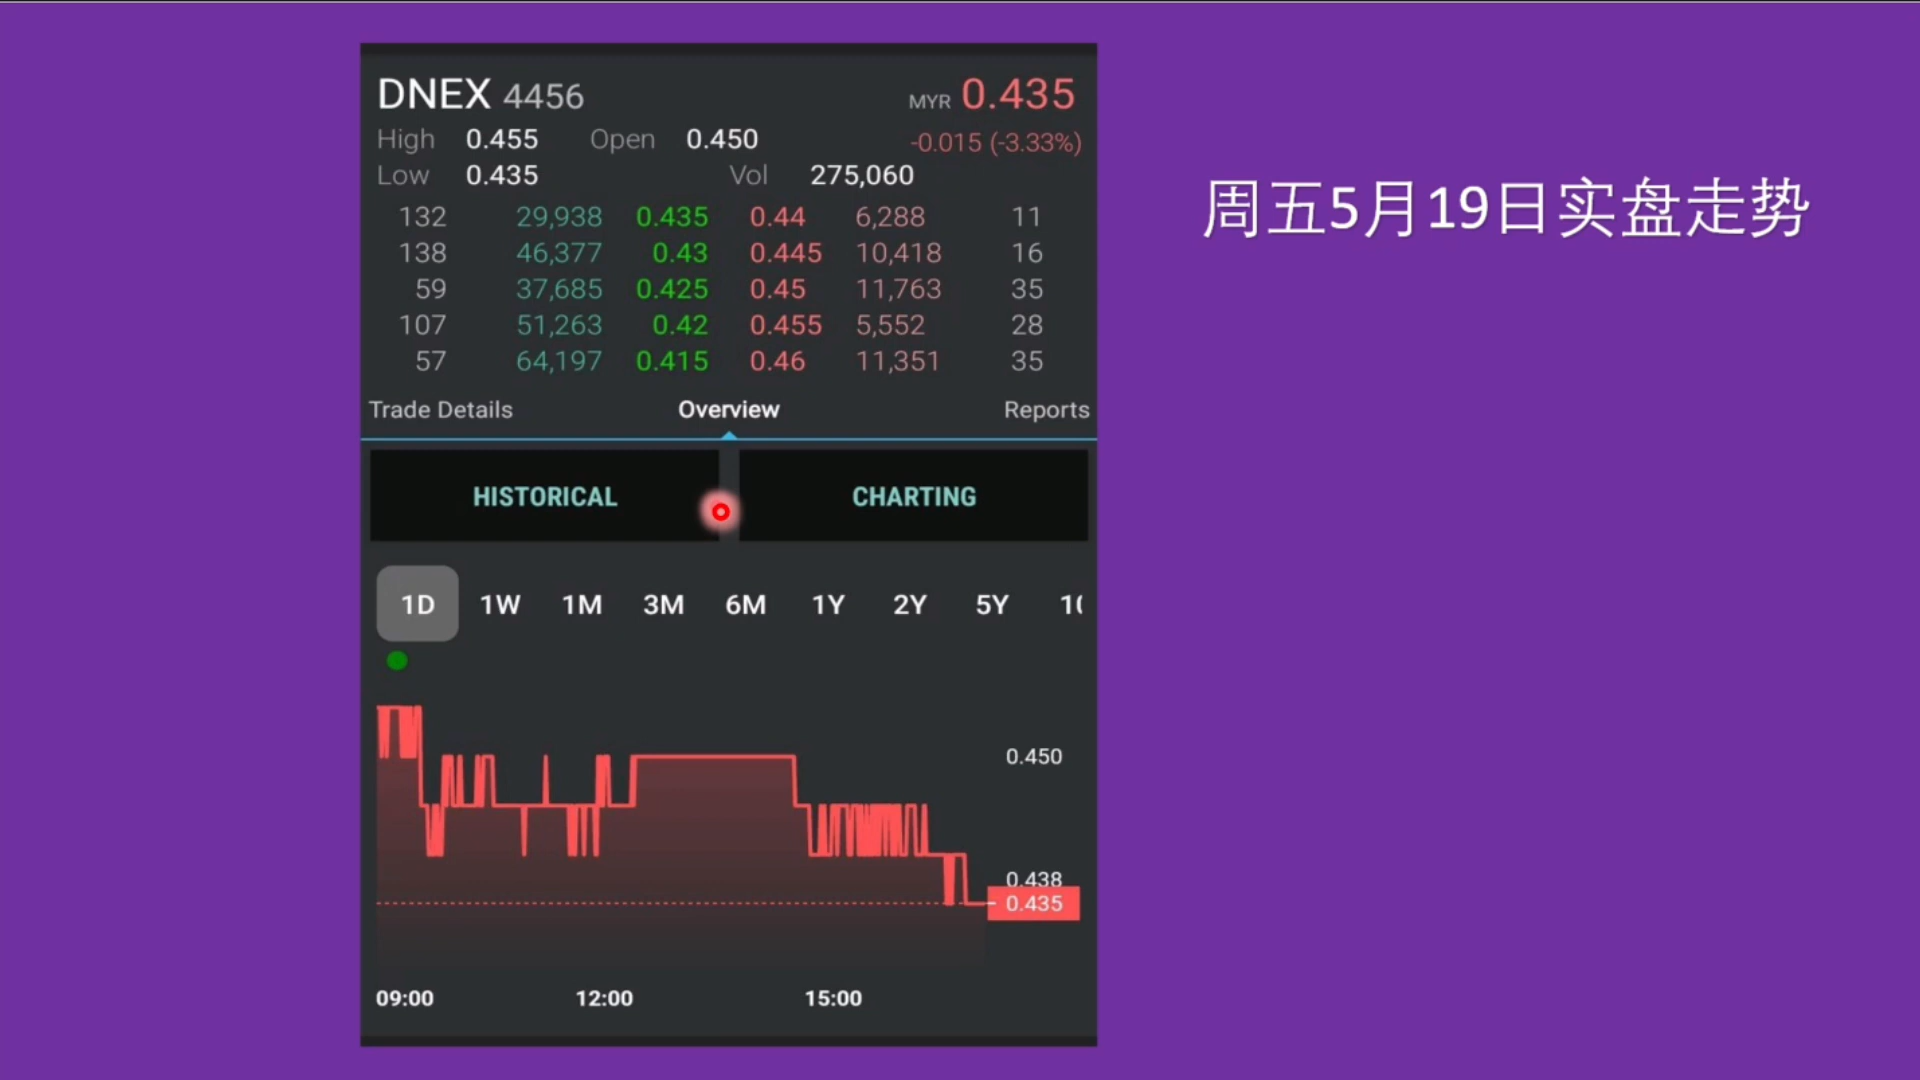 DNEX 4456 MYR 0.435
High 0.455 Open 0.450 -0.015 (-3.33%)
Low 0.435 Vol 275,060
132 29,938 0.435 0.44 6,288 11
138 46,377 0.43 0.445 10,418 16
59 37,685 0.425 0.45 11,763 35
107 51,263 0.42 0.455 5,552 28
57 64,197 0.415 0.46 11,351 35
Trade Details Overview Reports
HISTORICAL CHARTING
1D 1W 1M 3M 6M 1Y 2Y 5Y
0.450
0.438
0.435
09:00 12:00 15:00
周五5月19日实盘走势